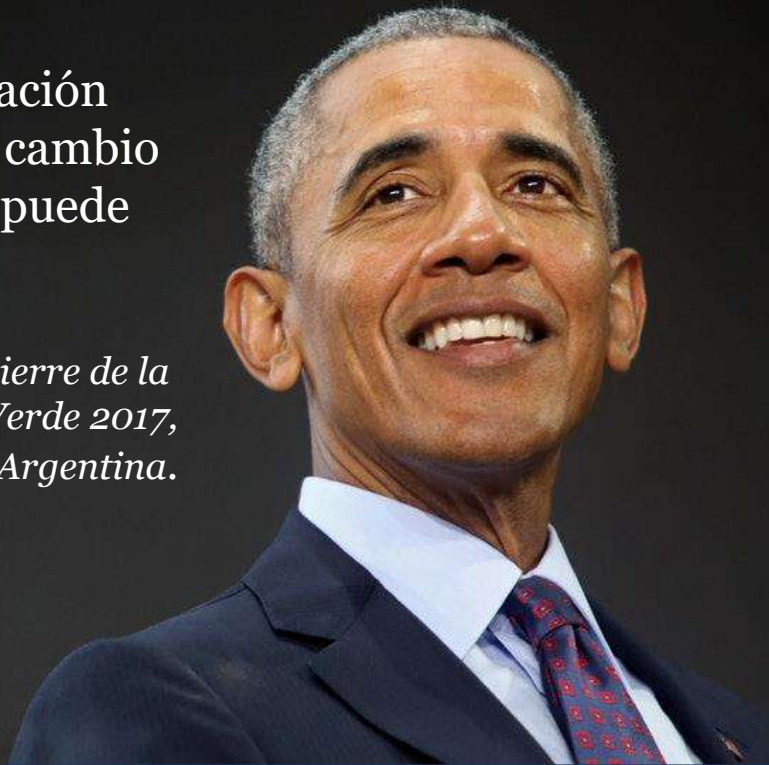 ación
cambio
puede
ierre de la
Verde 2017,
Argentina.